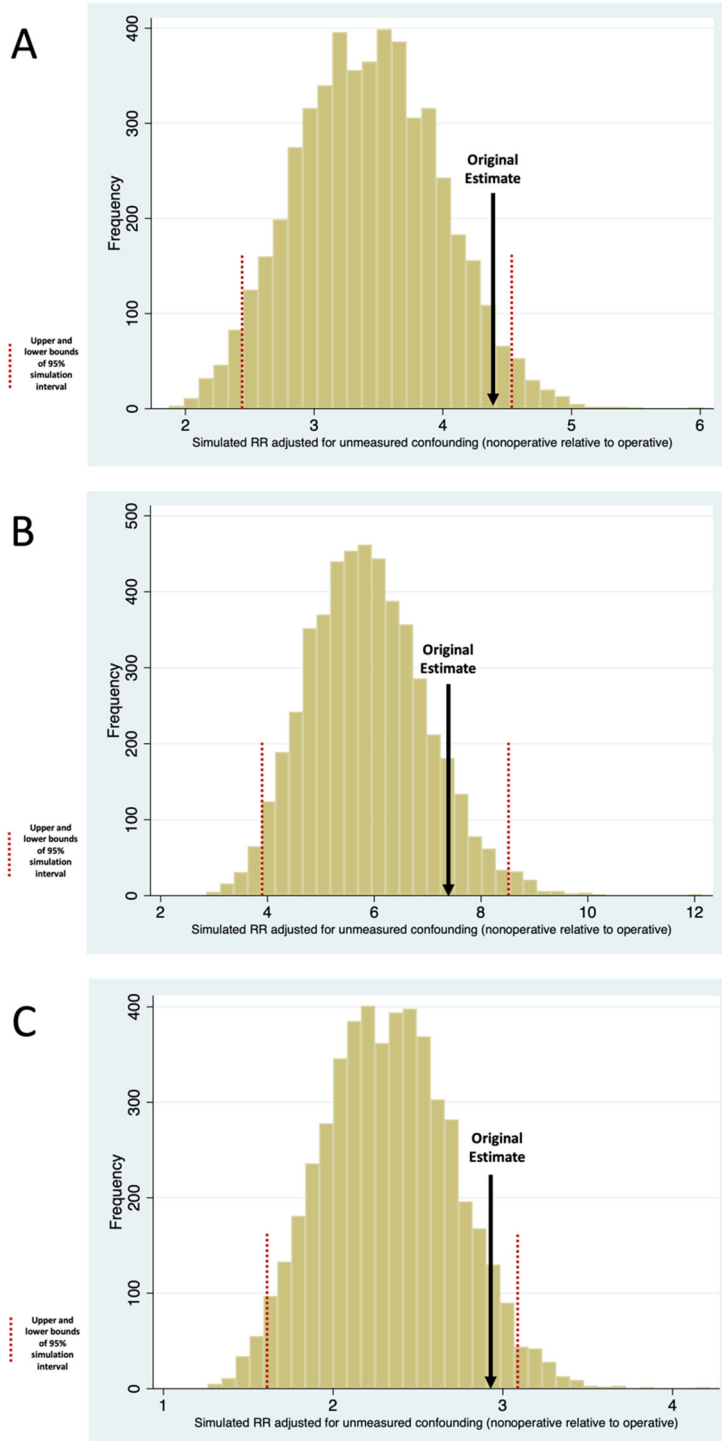 A
400
300
200
100
0
Frequency
Original
Estimate
Upper and
lower bounds
of 95%
simulation
interval
2 3 4 5 6
Simulated RR adjusted for unmeasured confounding (nonoperative relative to operative)
B
500
400
300
200
100
0
Frequency
Original
Estimate
Upper and
lower bounds
of 95%
simulation
interval
2 4 6 8 10 12
Simulated RR adjusted for unmeasured confounding (nonoperative relative to operative)
C
400
300
200
100
0
Frequency
Original
Estimate
Upper and
lower bounds
of 95%
simulation
interval
1 2 3 4
Simulated RR adjusted for unmeasured confounding (nonoperative relative to operative)